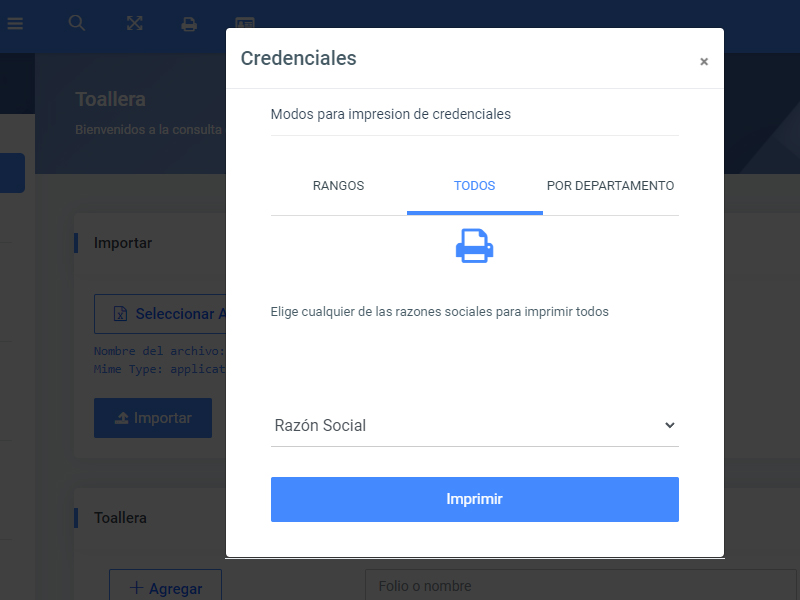 Credenciales
×
Toallera
Bienvenidos a la consulta
Modos para impresion de credenciales
RANGOS
TODOS
POR DEPARTAMENTO
Importar
Elige cualquier de las razones sociales para imprimir todos
Seleccionar A
Nombre del archivo:
Mime Type: applicat
Importar
Razón Social
Imprimir
Toallera
Agregar
Folio o nombre